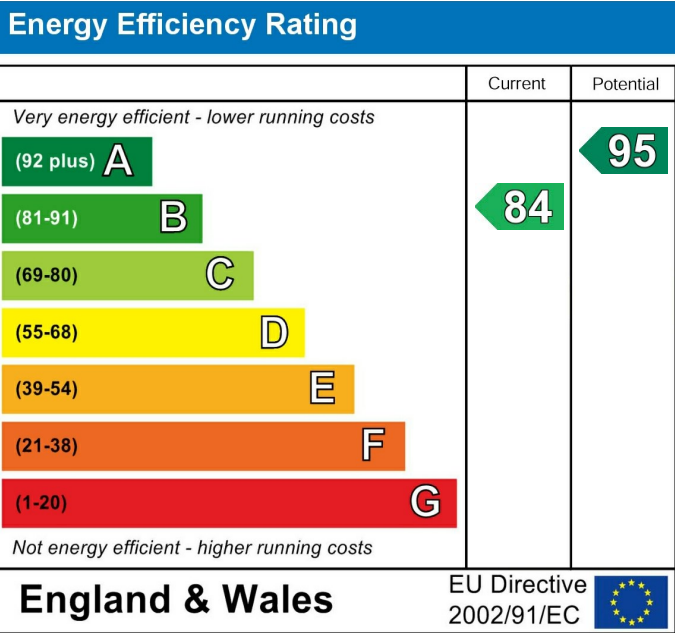 Energy Efficiency Rating
Current Potential
Very energy efficient - lower running costs
(92 plus) A
95
(81-91) B
84
(69-80) C
(55-68) D
(39-54) E
(21-38) F
(1-20) G
Not energy efficient - higher running costs
England & Wales
EU Directive
2002/91/EC